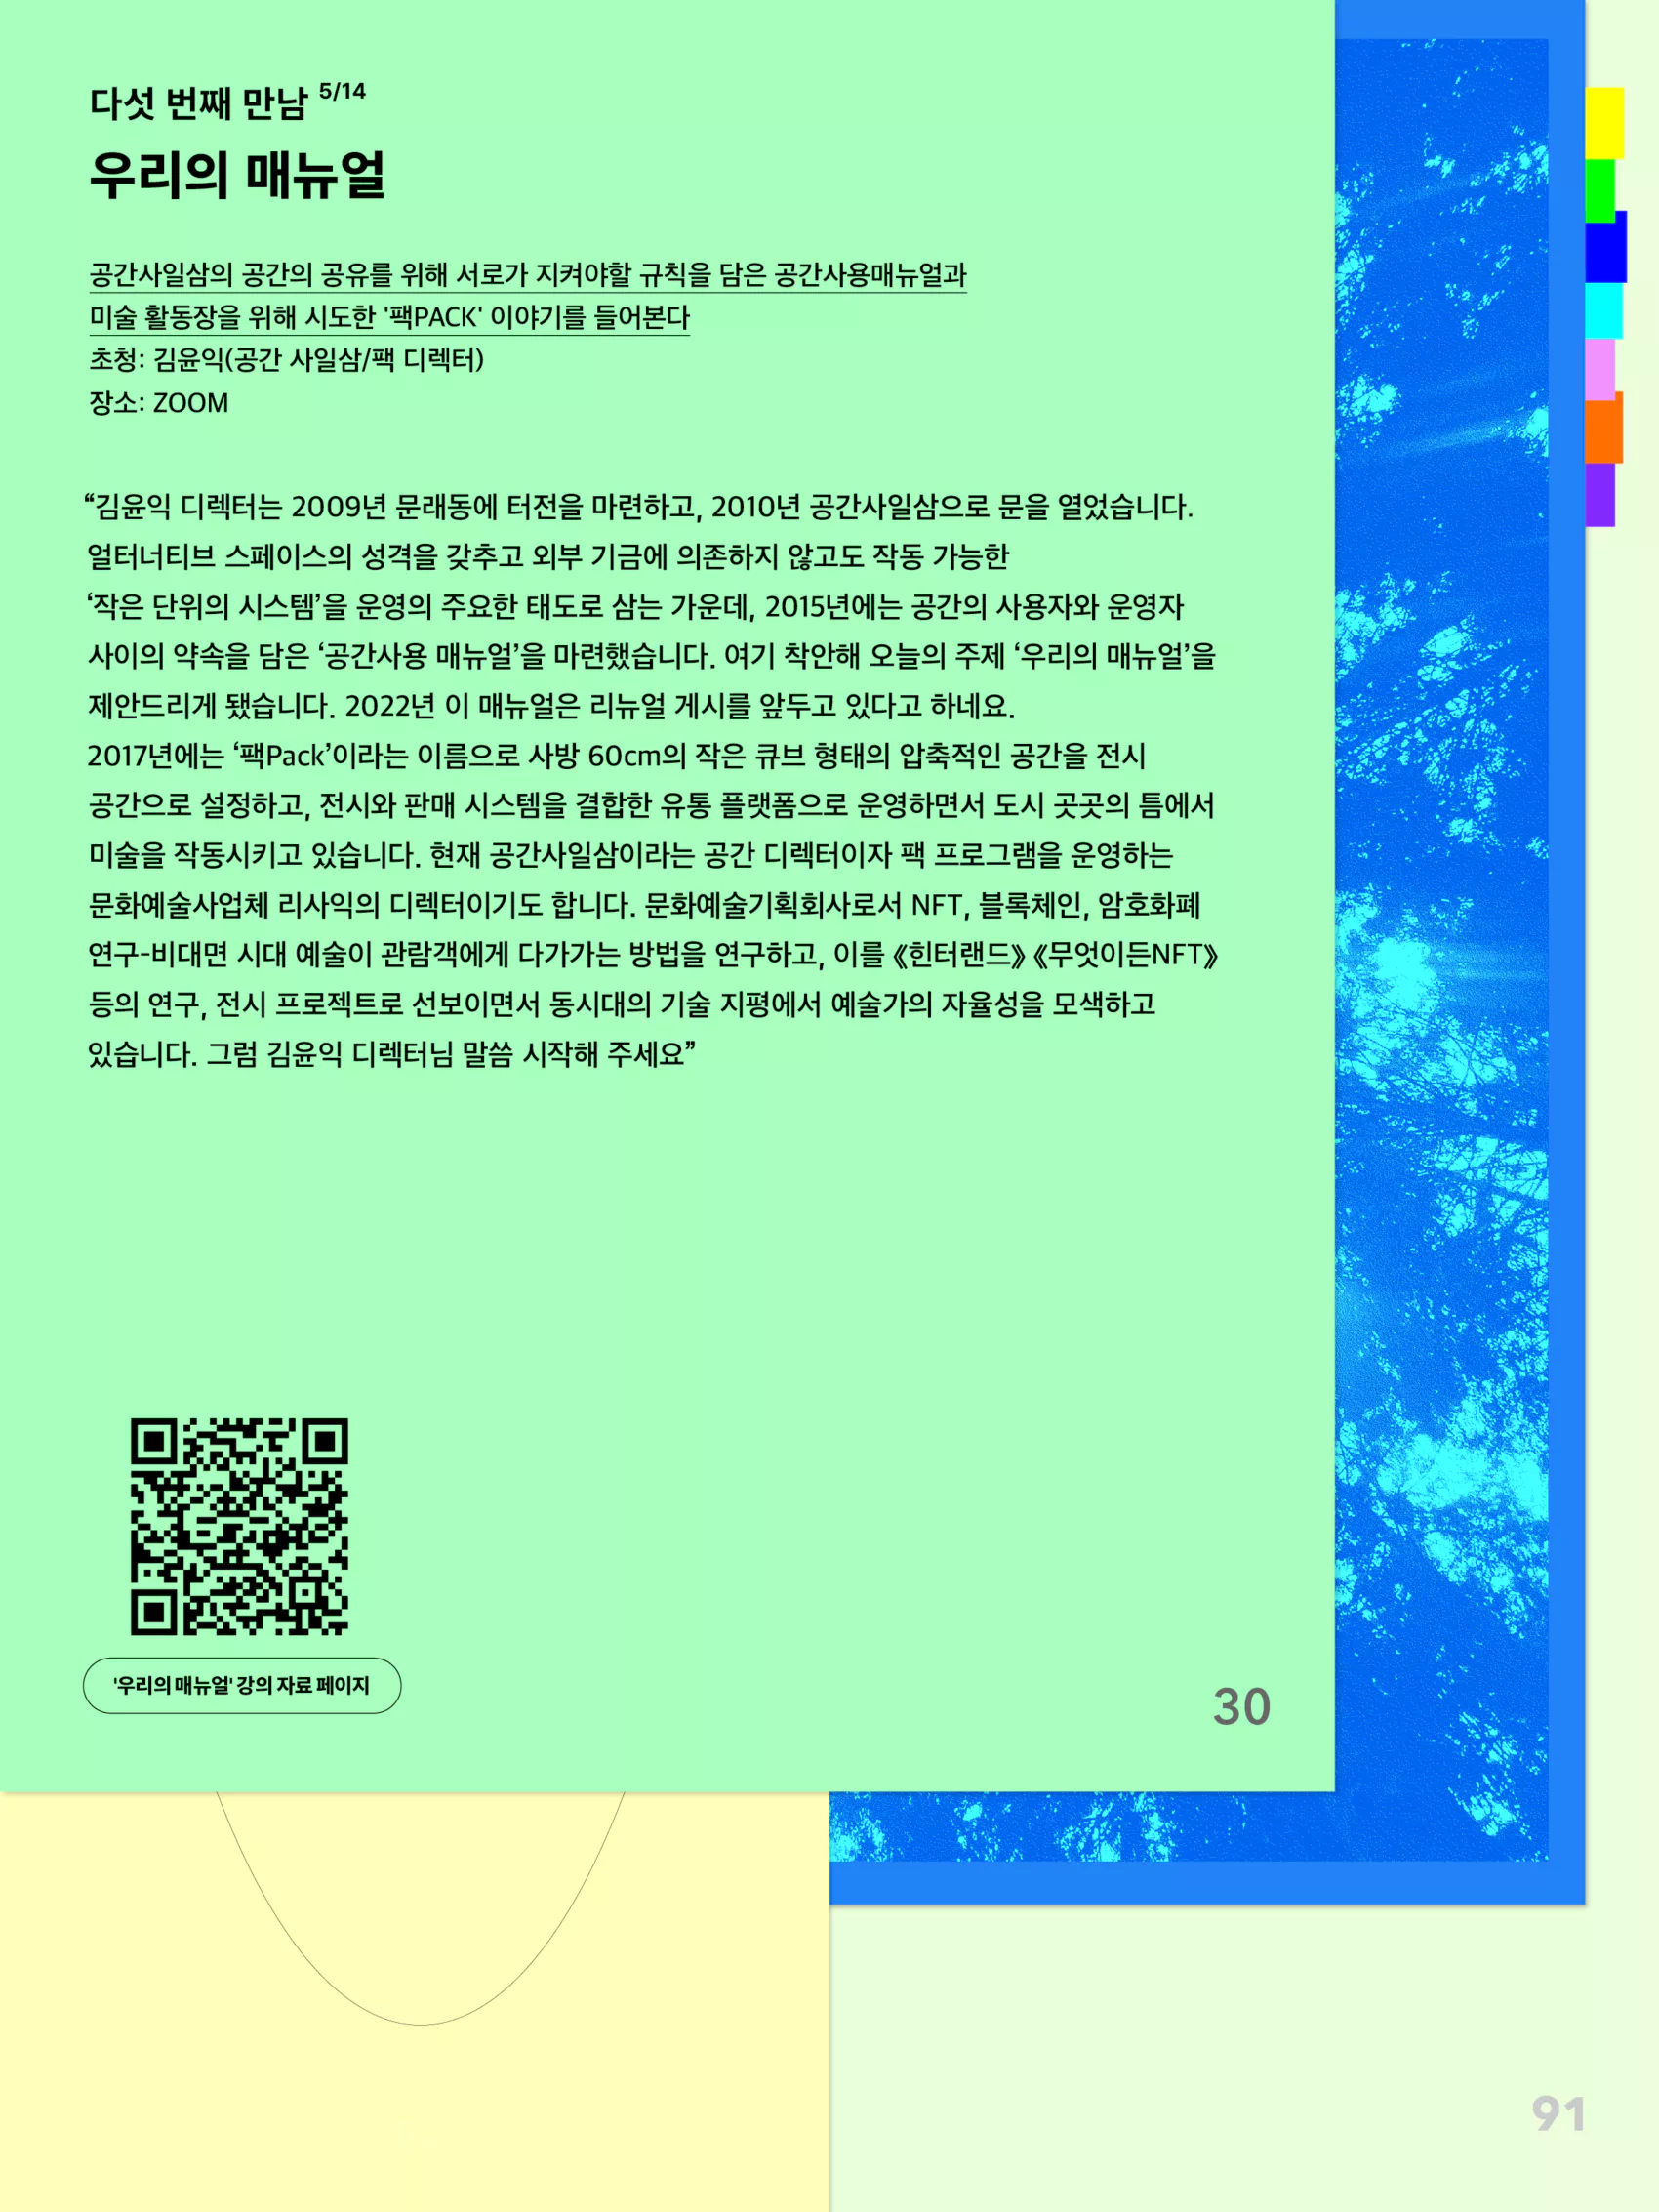 다섯 번째 만남 5/14
우리의 매뉴얼
공간사일삼의 공간의 공유를 위해 서로가 지켜야할 규칙을 담은 공간사용매뉴얼과
미술 활동장을 위해 시도한 '팩PACK' 이야기를 들어본다
초청: 김윤익(공간 사일삼/팩 디렉터)
장소: ZOOM
“김윤익 디렉터는 2009년 문래동에 터전을 마련하고, 2010년 공간사일삼으로 문을 열었습니다.
얼터너티브 스페이스의 성격을 갖추고 외부 기금에 의존하지 않고도 작동 가능한
‘작은 단위의 시스템’을 운영의 주요한 태도로 삼는 가운데, 2015년에는 공간의 사용자와 운영자
사이의 약속을 담은 ‘공간사용 매뉴얼’을 마련했습니다. 여기 착안해 오늘의 주제 ‘우리의 매뉴얼’을
제안드리게 됐습니다. 2022년 이 매뉴얼은 리뉴얼 게시를 앞두고 있다고 하네요.
2017년에는 ‘팩Pack’이라는 이름으로 사방 60cm의 작은 큐브 형태의 압축적인 공간을 전시
공간으로 설정하고, 전시와 판매 시스템을 결합한 유통 플랫폼으로 운영하면서 도시 곳곳의 틈에서
미술을 작동시키고 있습니다. 현재 공간사일삼이라는 공간 디렉터이자 팩 프로그램을 운영하는
문화예술사업체 리사익의 디렉터이기도 합니다. 문화예술기획회사로서 NFT, 블록체인, 암호화폐
연구-비대면 시대 예술이 관람객에게 다가가는 방법을 연구하고, 이를 《힌터랜드》 《무엇이든NFT》
등의 연구, 전시 프로젝트로 선보이면서 동시대의 기술 지평에서 예술가의 자율성을 모색하고
있습니다. 그럼 김윤익 디렉터님 말씀 시작해 주세요”
'우리의 매뉴얼' 강의 자료 페이지
30
91